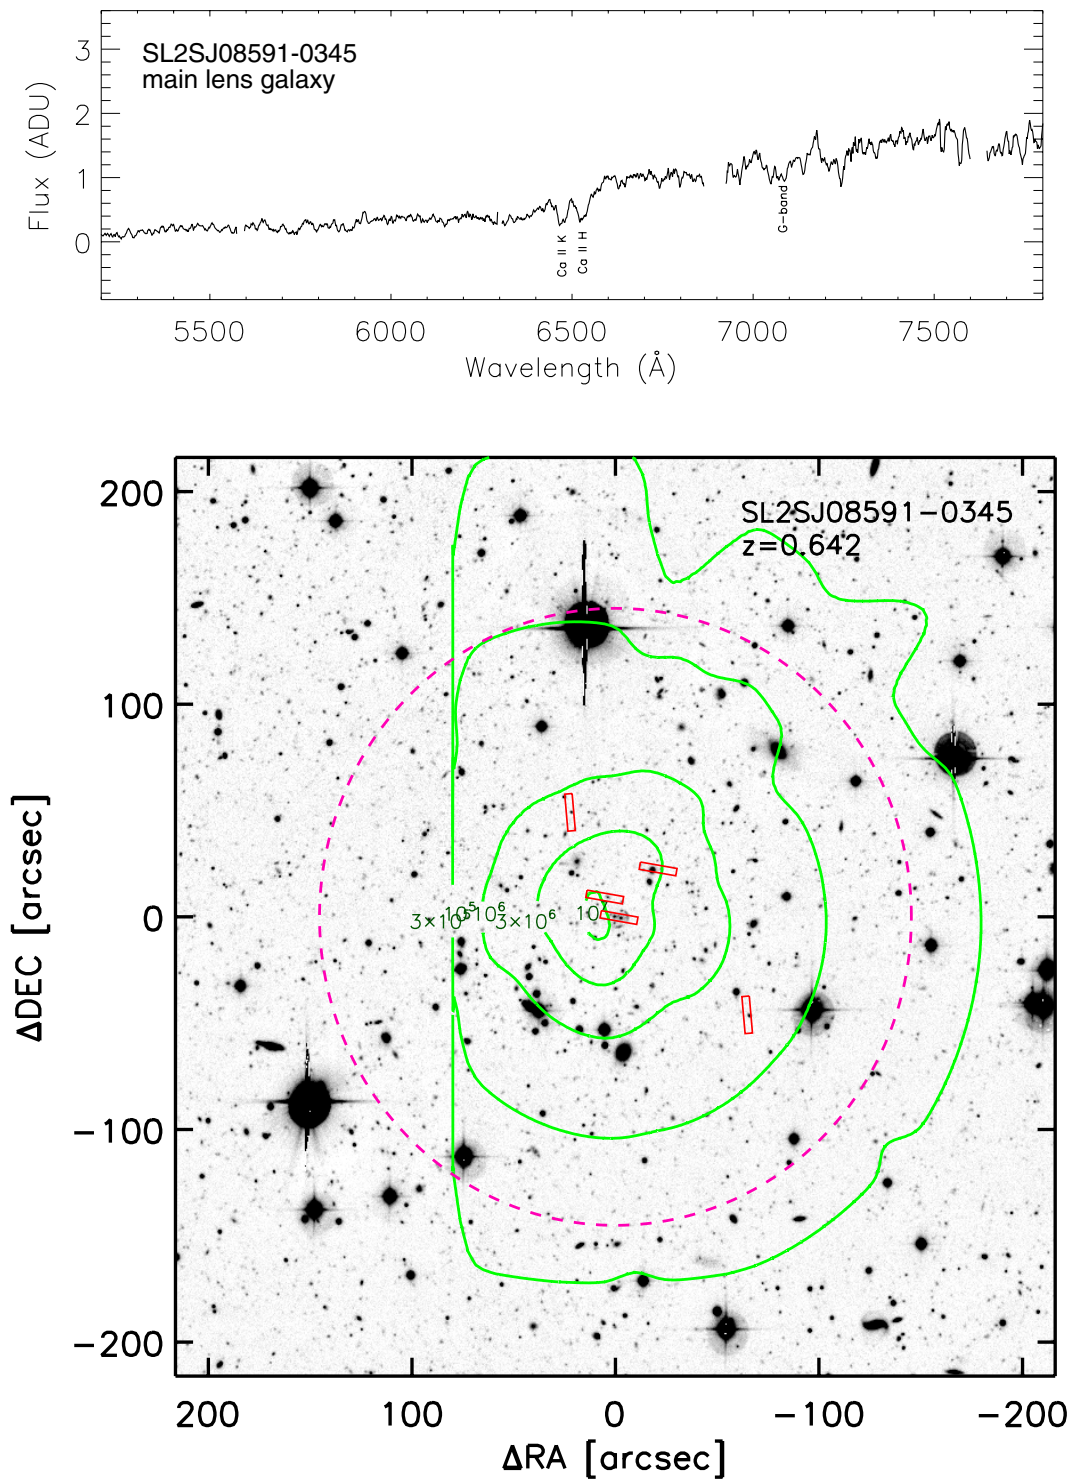 SL2SJ08591-0345
main lens galaxy
3
2
1
0
Flux (ADU)
Ca II K
Ca II H
G-band
5500 6000 6500 7000 7500
Wavelength (Å)
SL2SJ08591-0345
z=0.642
200
100
0
-100
-200
ΔDEC [arcsec]
3×10⁵ 10⁶ 3×10⁶ 10⁷
200 100 0 -100 -200
ΔRA [arcsec]